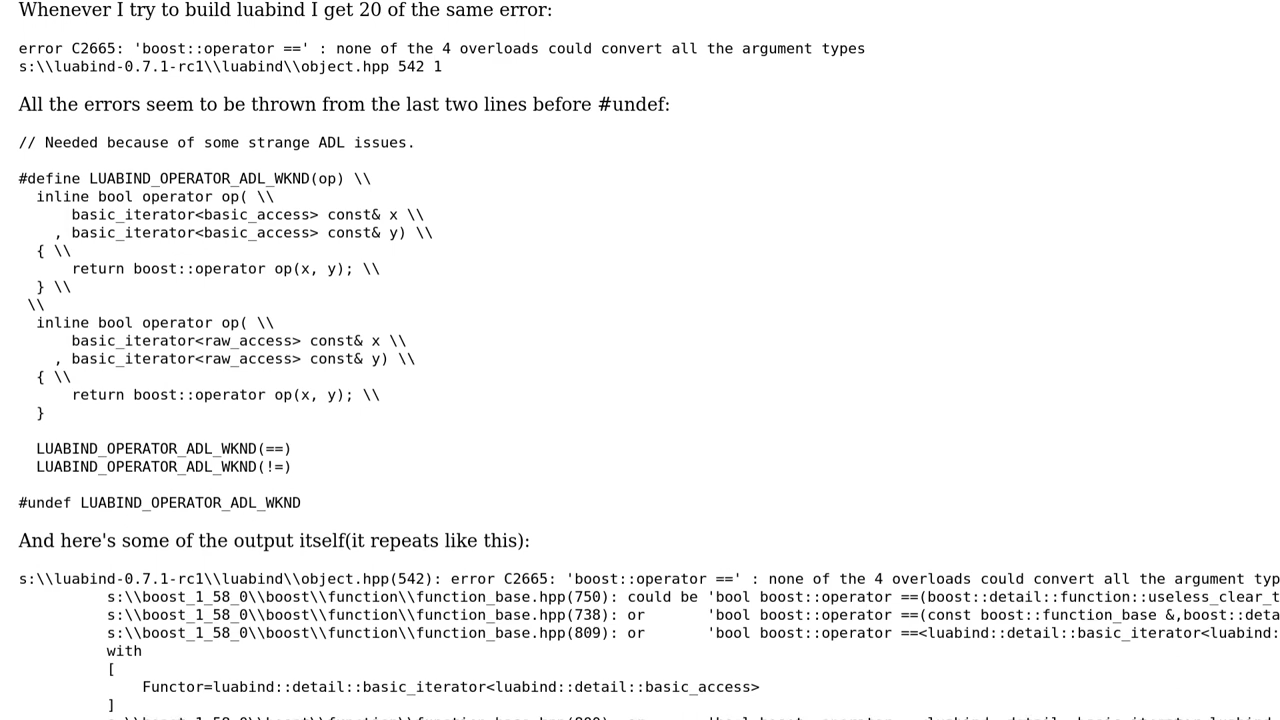 Whenever I try to build luabind I get 20 of the same error:
error C2665: 'boost::operator ==' : none of the 4 overloads could convert all the argument types
s:\\luabind-0.7.1-rc1\\luabind\\object.hpp 542 1
All the errors seem to be thrown from the last two lines before #undef:
// Needed because of some strange ADL issues.
#define LUABIND_OPERATOR_ADL_WKND(op) \\
inline bool operator op( \\
basic_iterator<basic_access> const& x \\
, basic_iterator<basic_access> const& y) \\
{ \\
return boost::operator op(x, y); \\
} \\
\\
inline bool operator op( \\
basic_iterator<raw_access> const& x \\
, basic_iterator<raw_access> const& y) \\
{ \\
return boost::operator op(x, y); \\
}
LUABIND_OPERATOR_ADL_WKND(==)
LUABIND_OPERATOR_ADL_WKND(!=)
#undef LUABIND_OPERATOR_ADL_WKND
And here's some of the output itself(it repeats like this):
s:\\luabind-0.7.1-rc1\\luabind\\object.hpp(542): error C2665: 'boost::operator ==' : none of the 4 overloads could convert all the argument typ
s:\\boost_1_58_0\\boost\\function\\function_base.hpp(750): could be 'bool boost::operator ==(boost::detail::function::useless_clear_t
s:\\boost_1_58_0\\boost\\function\\function_base.hpp(738): or 'bool boost::operator ==(const boost::function_base &,boost::deta
s:\\boost_1_58_0\\boost\\function\\function_base.hpp(809): or 'bool boost::operator ==<luabind::detail::basic_iterator<luabind:
with
[
Functor=luabind::detail::basic_iterator<luabind::detail::basic_access>
]